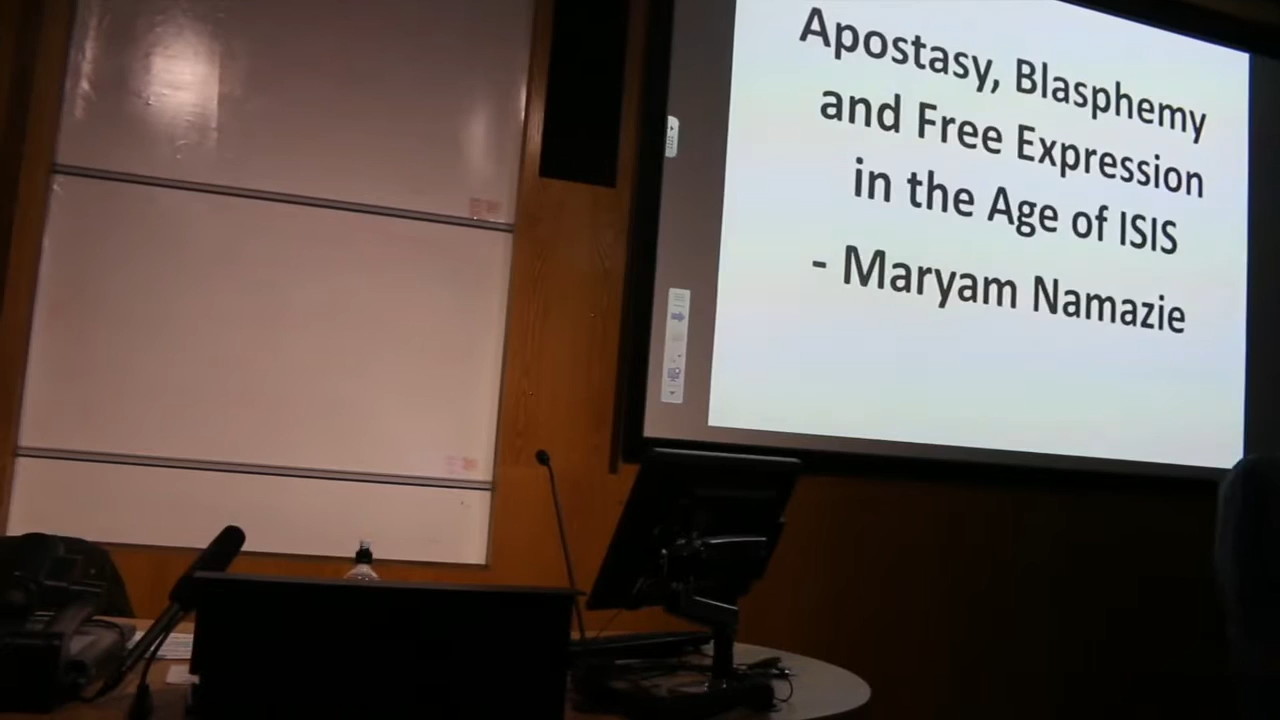 Apostasy, Blasphemy
and Free Expression
in the Age of ISIS
- Maryam Namazie